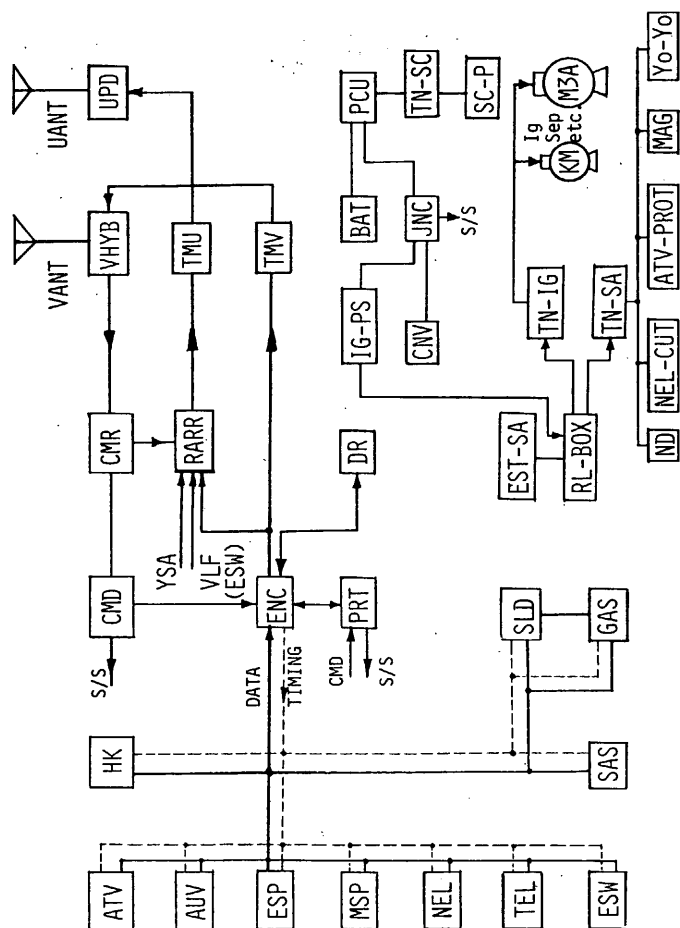 UANT
UPD
VANT
VHYB
TMU
TMV
CMR
RARR
YSA
VLF
(ESW)
DR
CMD
S/S
ENC
PRT
CMD
S/S
DATA
TIMING
HK
SLD
GAS
SAS
ATV
AUV
ESP
MSP
NEL
TEL
ESW
PCU
TN-SC
SC-P
BAT
JNC
S/S
IG-PS
CNV
Ig
Sep
etc.
KM
M3A
TN-IG
TN-SA
EST-SA
RL-BOX
ND
NEL-CUT
ATV-PROT
MAG
Yo-Yo